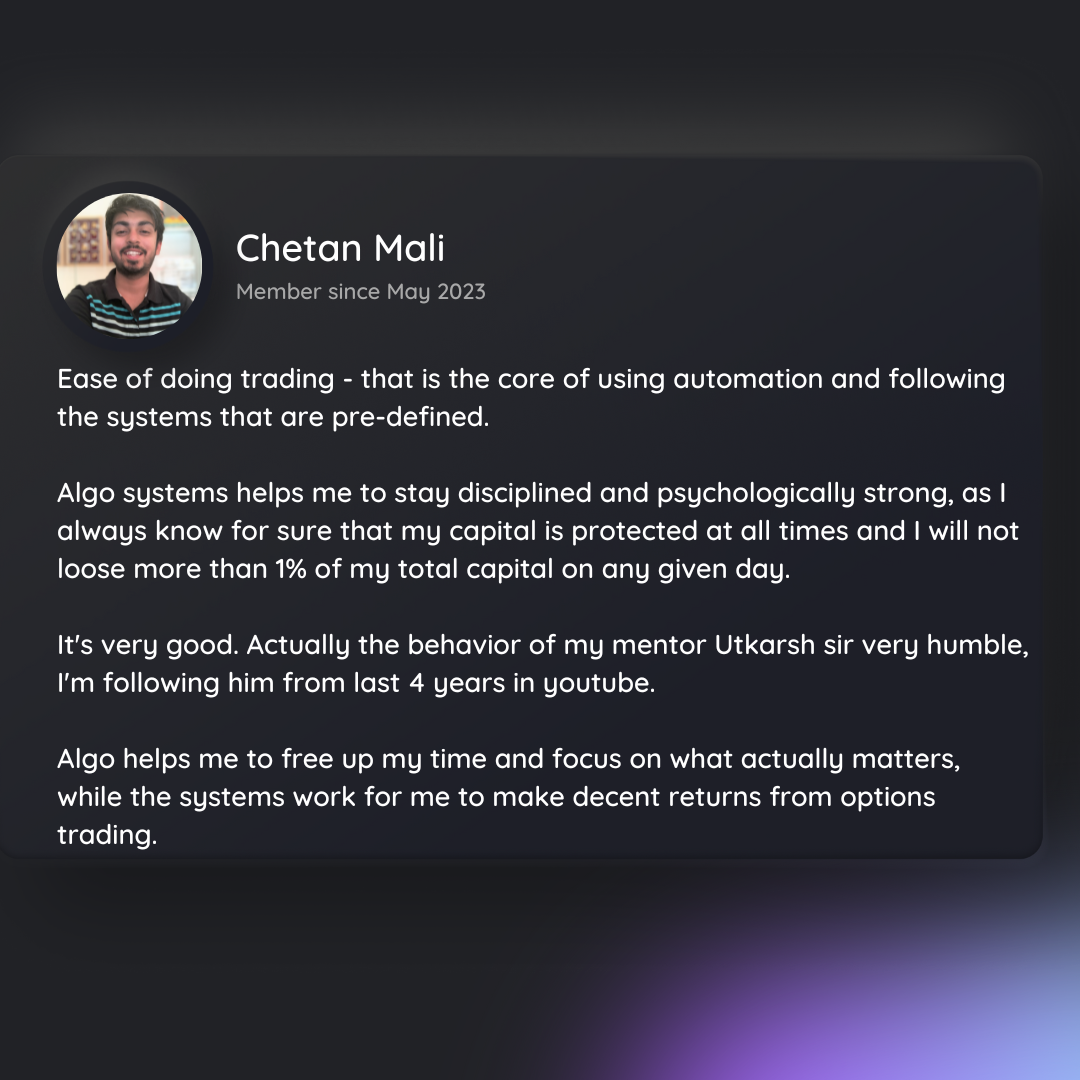 Chetan Mali
Member since May 2023
Ease of doing trading - that is the core of using automation and following
the systems that are pre-defined.
Algo systems helps me to stay disciplined and psychologically strong, as I
always know for sure that my capital is protected at all times and I will not
loose more than 1% of my total capital on any given day.
It's very good. Actually the behavior of my mentor Utkarsh sir very humble,
I'm following him from last 4 years in youtube.
Algo helps me to free up my time and focus on what actually matters,
while the systems work for me to make decent returns from options
trading.